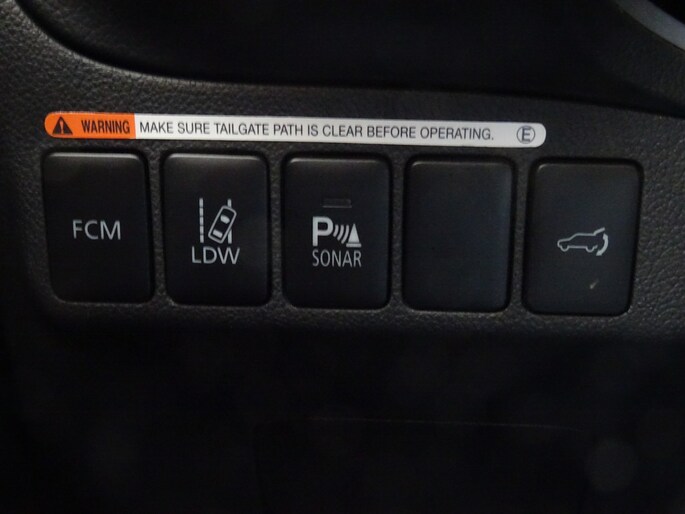 WARNING MAKE SURE TAILGATE PATH IS CLEAR BEFORE OPERATING. E
FCM
LDW
P
SONAR